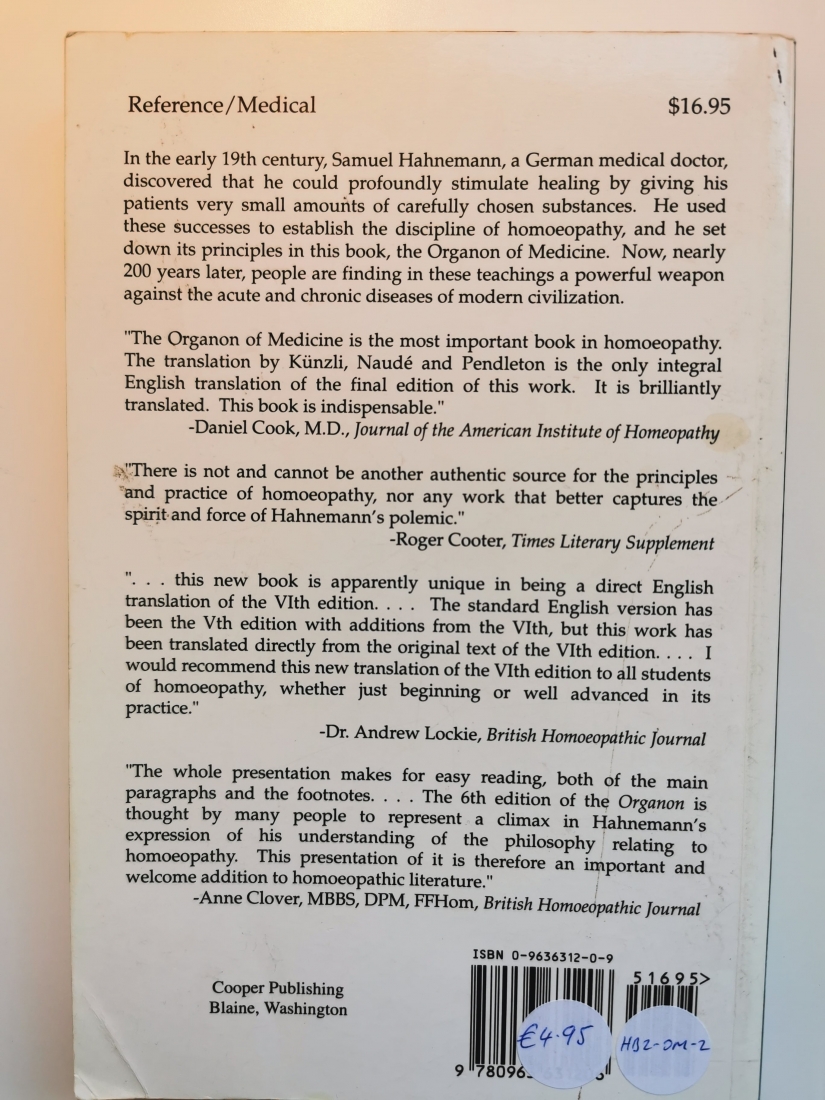 Reference/Medical
$16.95
In the early 19th century, Samuel Hahnemann, a German medical doctor,
discovered that he could profoundly stimulate healing by giving his
patients very small amounts of carefully chosen substances. He used
these successes to establish the discipline of homoeopathy, and he set
down its principles in this book, the Organon of Medicine. Now, nearly
200 years later, people are finding in these teachings a powerful weapon
against the acute and chronic diseases of modern civilization.
"The Organon of Medicine is the most important book in homoeopathy.
The translation by Künzli, Naudé and Pendleton is the only integral
English translation of the final edition of this work. It is brilliantly
translated. This book is indispensable."
-Daniel Cook, M.D., Journal of the American Institute of Homeopathy
"There is not and cannot be another authentic source for the principles
and practice of homoeopathy, nor any work that better captures the
spirit and force of Hahnemann's polemic."
-Roger Cooter, Times Literary Supplement
". . . this new book is apparently unique in being a direct English
translation of the VIth edition. . . . The standard English version has
been the Vth edition with additions from the VIth, but this work has
been translated directly from the original text of the VIth edition. . . . I
would recommend this new translation of the VIth edition to all students
of homoeopathy, whether just beginning or well advanced in its
practice."
-Dr. Andrew Lockie, British Homoeopathic Journal
"The whole presentation makes for easy reading, both of the main
paragraphs and the footnotes. . . . The 6th edition of the Organon is
thought by many people to represent a climax in Hahnemann's
expression of his understanding of the philosophy relating to
homoeopathy. This presentation of it is therefore an important and
welcome addition to homoeopathic literature."
-Anne Clover, MBBS, DPM, FFHom, British Homoeopathic Journal
ISBN 0-9636312-0-9
51695>
Cooper Publishing
Blaine, Washington
€4.95
HB2-OM-2
9 78096